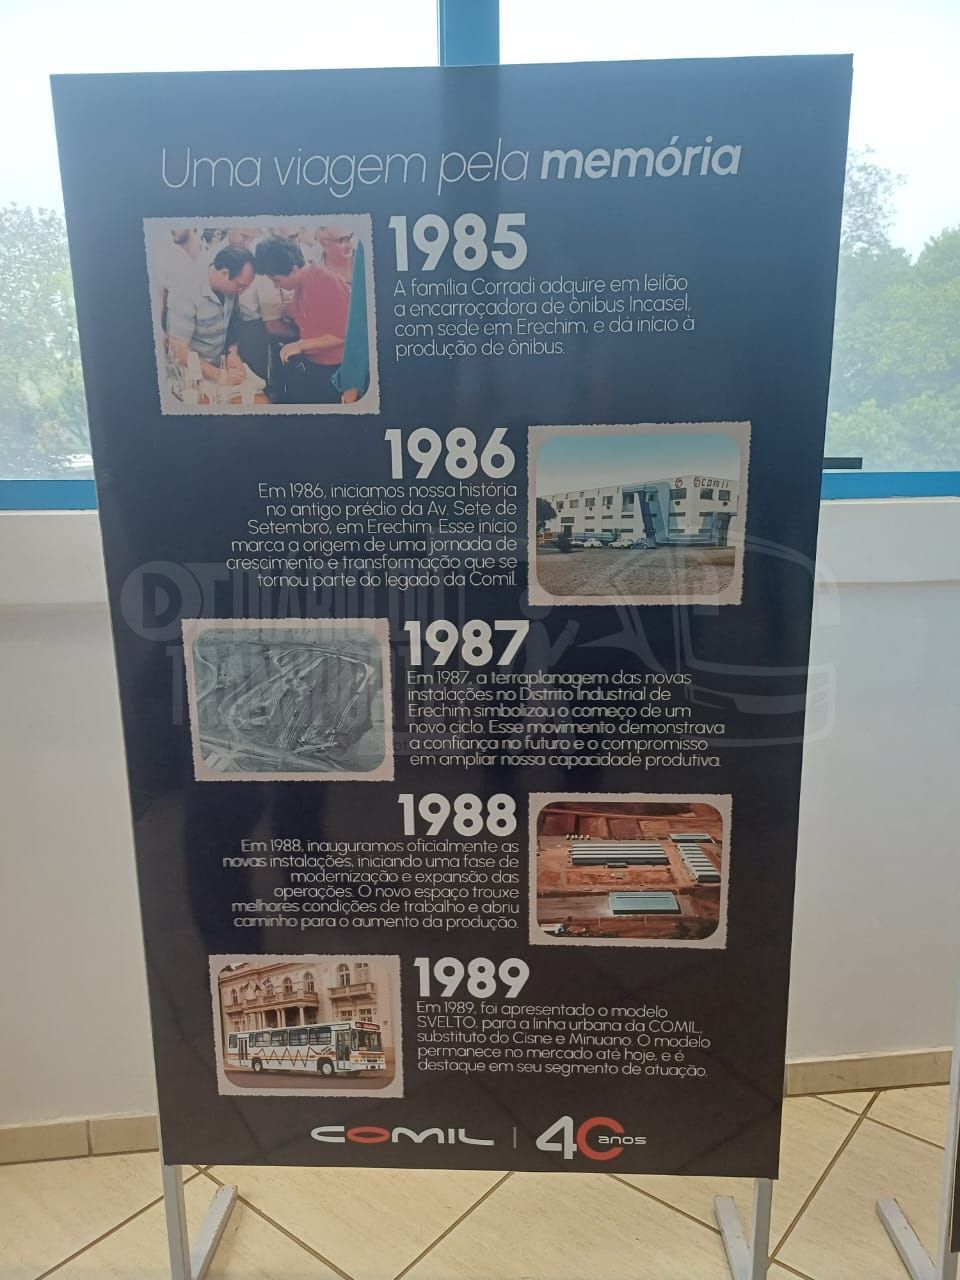 Uma viagem pela memória
1985
A família Corradi adquire em leilão
a encarroçadora de ônibus Incasel,
com sede em Erechim, e dá início à
produção de ônibus.
1986
Em 1986, iniciamos nossa história
no antigo prédio da Av. Sete de
Setembro, em Erechim. Esse início
marca a origem de uma jornada de
crescimento e transformação que se
tornou parte do legado da Comil.
COMIL
1987
Em 1987, a terraplanagem das novas
instalações no Distrito Industrial de
Erechim simbolizou o começo de um
novo ciclo. Esse movimento demonstrava
a confiança no futuro e o compromisso
em ampliar nossa capacidade produtiva.
1988
Em 1988, inauguramos oficialmente as
novas instalações, iniciando uma fase de
modernização e expansão das
operações. O novo espaço trouxe
melhores condições de trabalho e abriu
caminho para o aumento da produção.
1989
Em 1989, foi apresentado o modelo
SVELTO, para a linha urbana da COMIL,
substituto do Cisne e Minuano. O modelo
permanece no mercado até hoje, e é
destaque em seu segmento de atuação.
COMIL | 40 anos